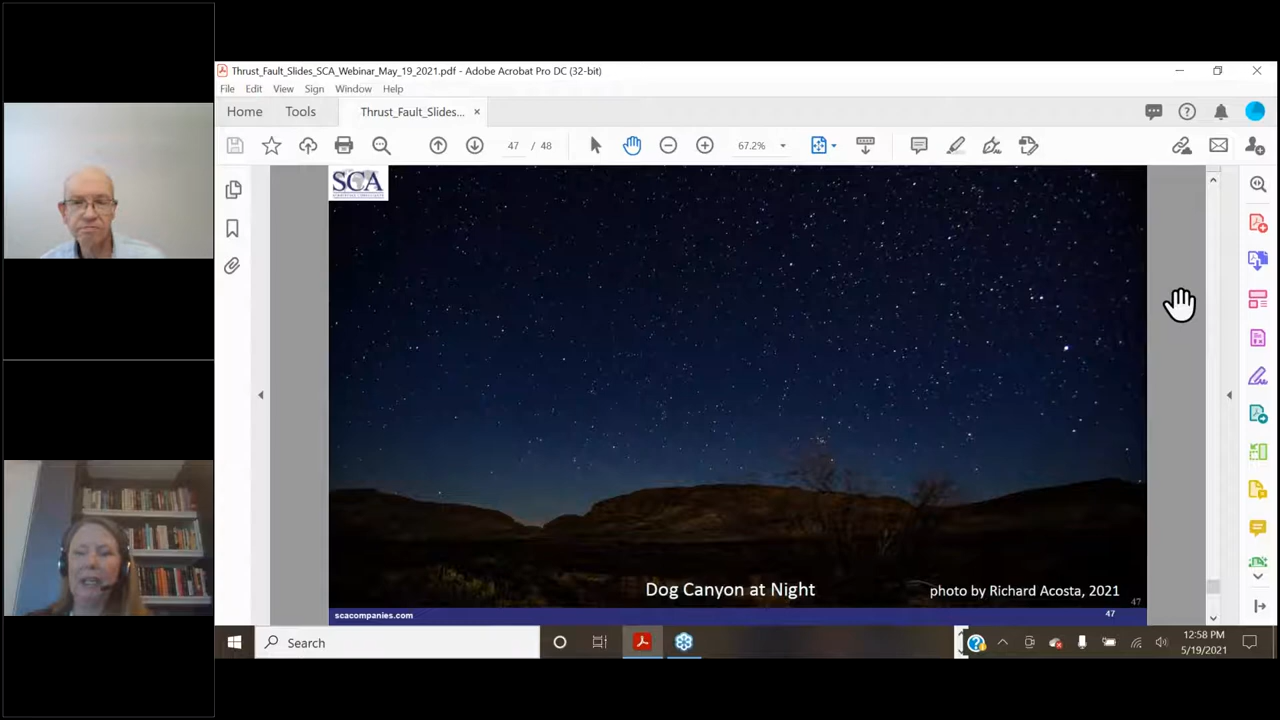 Thrust_Fault_Slides_SCA_Webinar_May_19_2021.pdf - Adobe Acrobat Pro DC (32-bit)
File Edit View Sign Window Help
Home Tools Thrust_Fault_Slides... ×
47 / 48 67.2%
SCA
Dog Canyon at Night
photo by Richard Acosta, 2021
47
scacompanies.com 47
Search
12:58 PM
5/19/2021